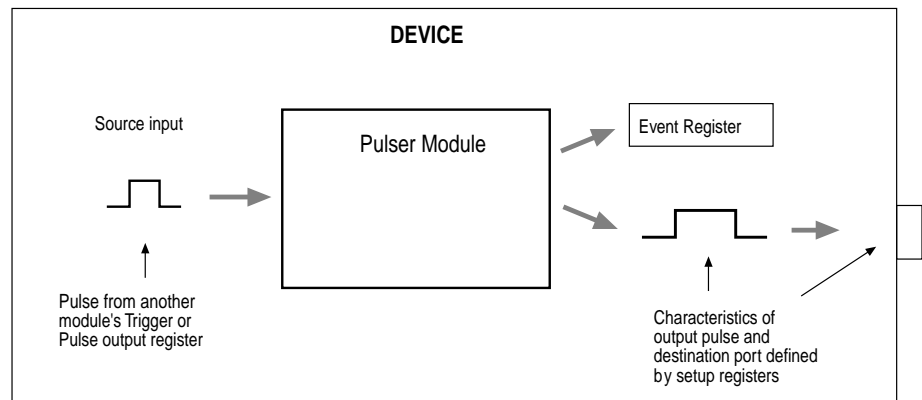 DEVICE
Source input
Pulser Module
Event Register
Pulse from another
module's Trigger or
Pulse output register
Characteristics of
output pulse and
destination port defined
by setup registers